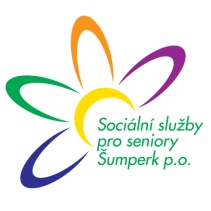 Sociální služby
pro seniory
Šumperk p.o.